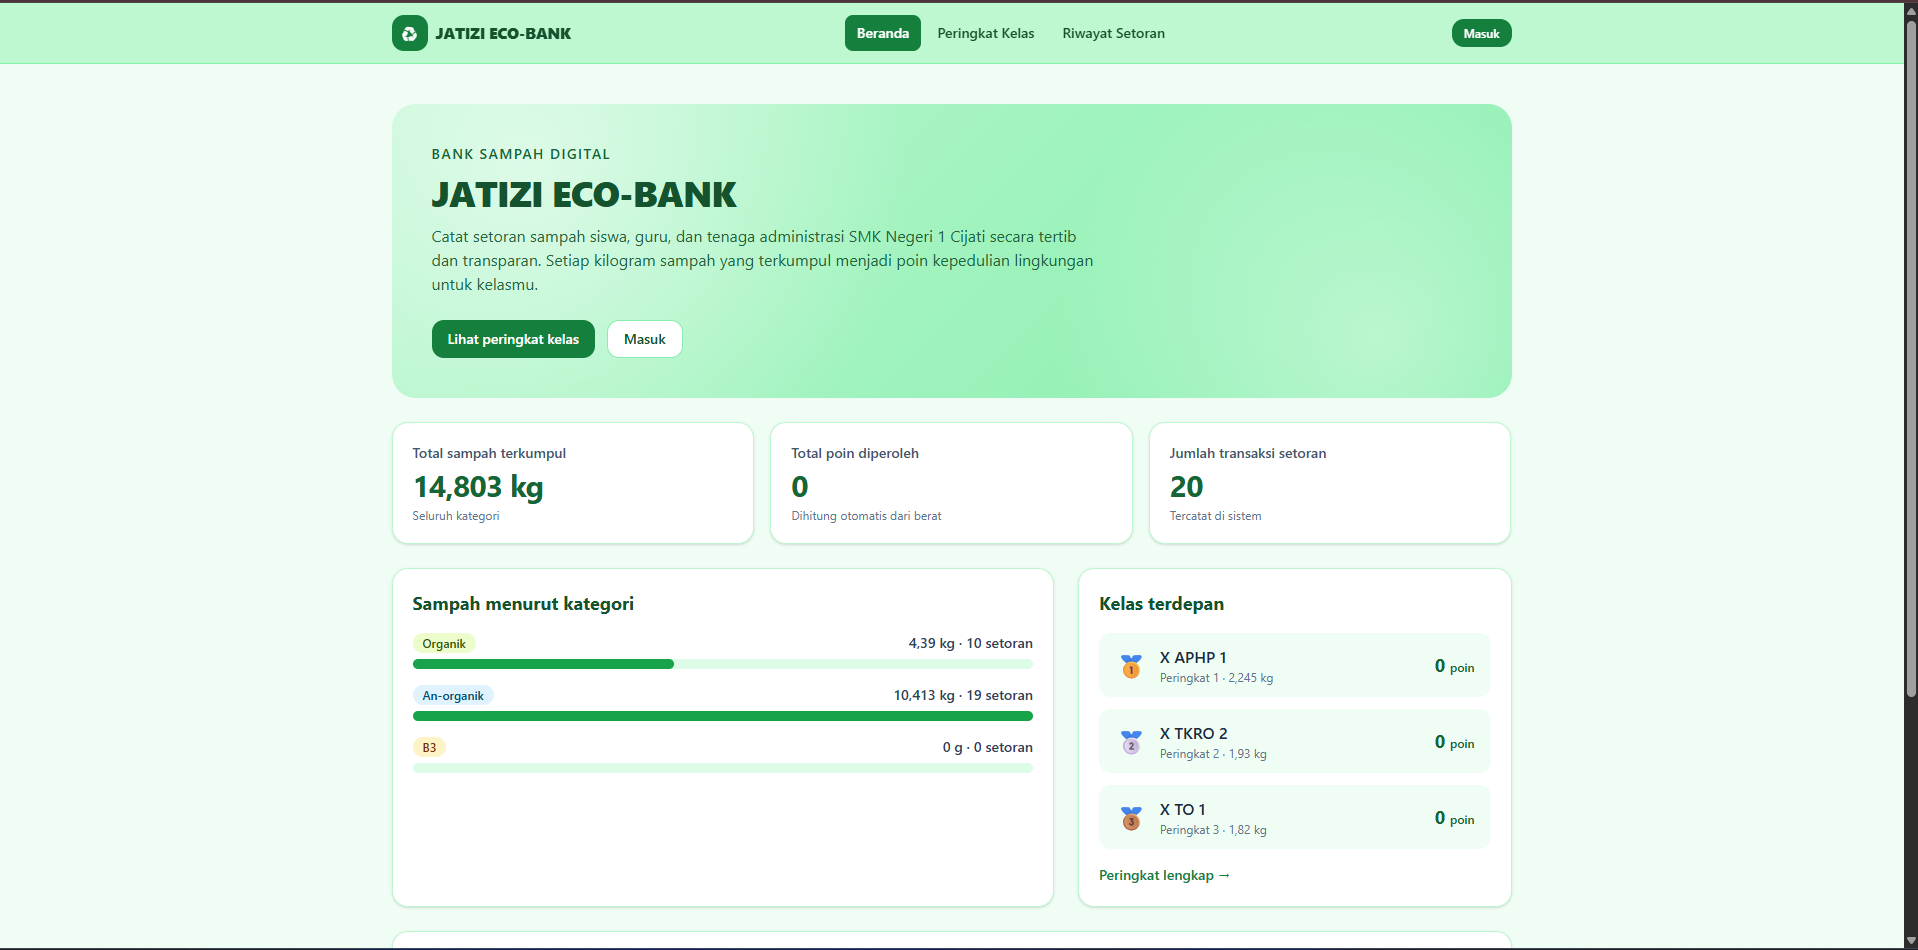 JATIZI ECO-BANK
Beranda
Peringkat Kelas
Riwayat Setoran
Masuk
BANK SAMPAH DIGITAL
JATIZI ECO-BANK
Catat setoran sampah siswa, guru, dan tenaga administrasi SMK Negeri 1 Cijati secara tertib
dan transparan. Setiap kilogram sampah yang terkumpul menjadi poin kepedulian lingkungan
untuk kelasmu.
Lihat peringkat kelas
Masuk
Total sampah terkumpul
14,803 kg
Seluruh kategori
Total poin diperoleh
0
Dihitung otomatis dari berat
Jumlah transaksi setoran
20
Tercatat di sistem
Sampah menurut kategori
Organik
4,39 kg · 10 setoran
An-organik
10,413 kg · 19 setoran
B3
0 g · 0 setoran
Kelas terdepan
1
X APHP 1
Peringkat 1 · 2,245 kg
0 poin
2
X TKRO 2
Peringkat 2 · 1,93 kg
0 poin
3
X TO 1
Peringkat 3 · 1,82 kg
0 poin
Peringkat lengkap →